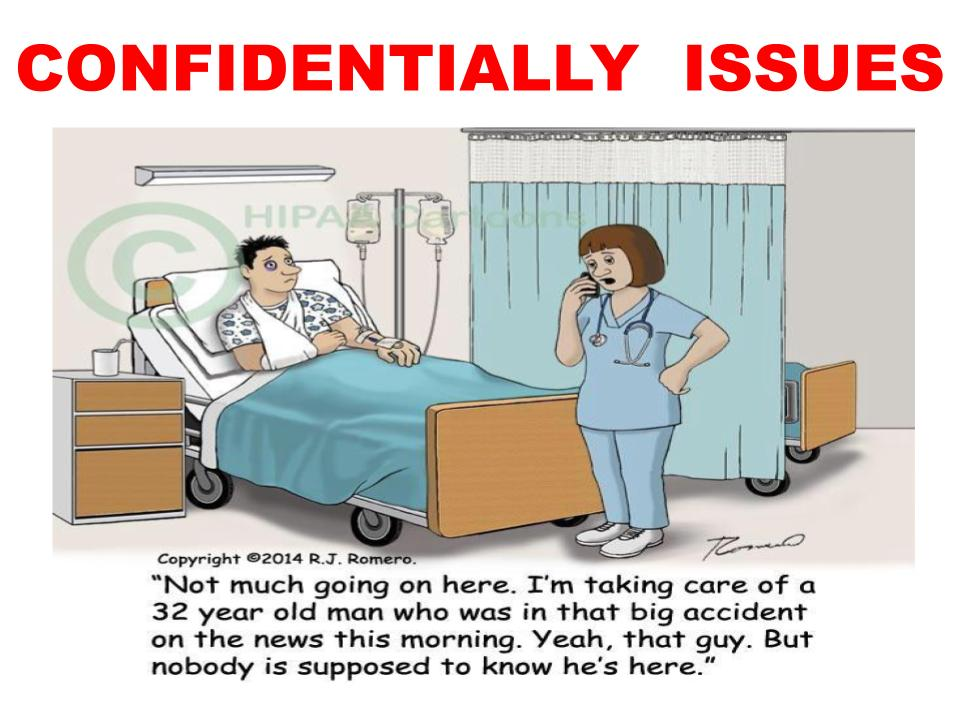 CONFIDENTIALLY ISSUES
HIPAA Cartoons
©
Copyright ©2014 R.J. Romero.
Romero
"Not much going on here. I'm taking care of a
32 year old man who was in that big accident
on the news this morning. Yeah, that guy. But
nobody is supposed to know he's here."